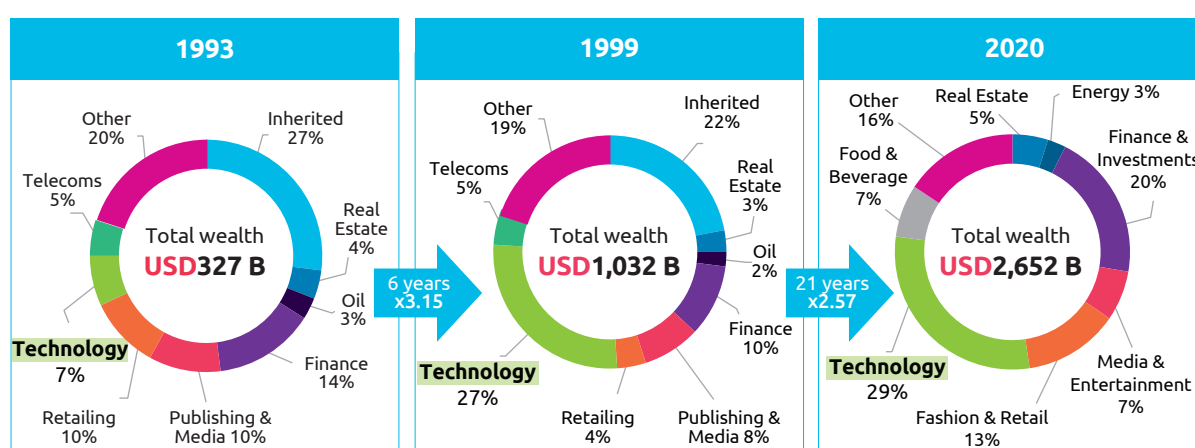 1993
Other
20%
Inherited
27%
Telecoms
5%
Real
Estate
4%
Total wealth
USD327 B
Oil
3%
Technology
7%
Finance
14%
Retailing
10%
Publishing &
Media 10%
6 years
x3.15
1999
Other
19%
Inherited
22%
Telecoms
5%
Real
Estate
3%
Total wealth
USD1,032 B
Oil
2%
Technology
27%
Finance
10%
Retailing
4%
Publishing &
Media 8%
21 years
x2.57
2020
Other
16%
Real Estate
5%
Energy 3%
Food &
Beverage
7%
Finance &
Investments
20%
Total wealth
USD2,652 B
Technology
29%
Media &
Entertainment
7%
Fashion & Retail
13%